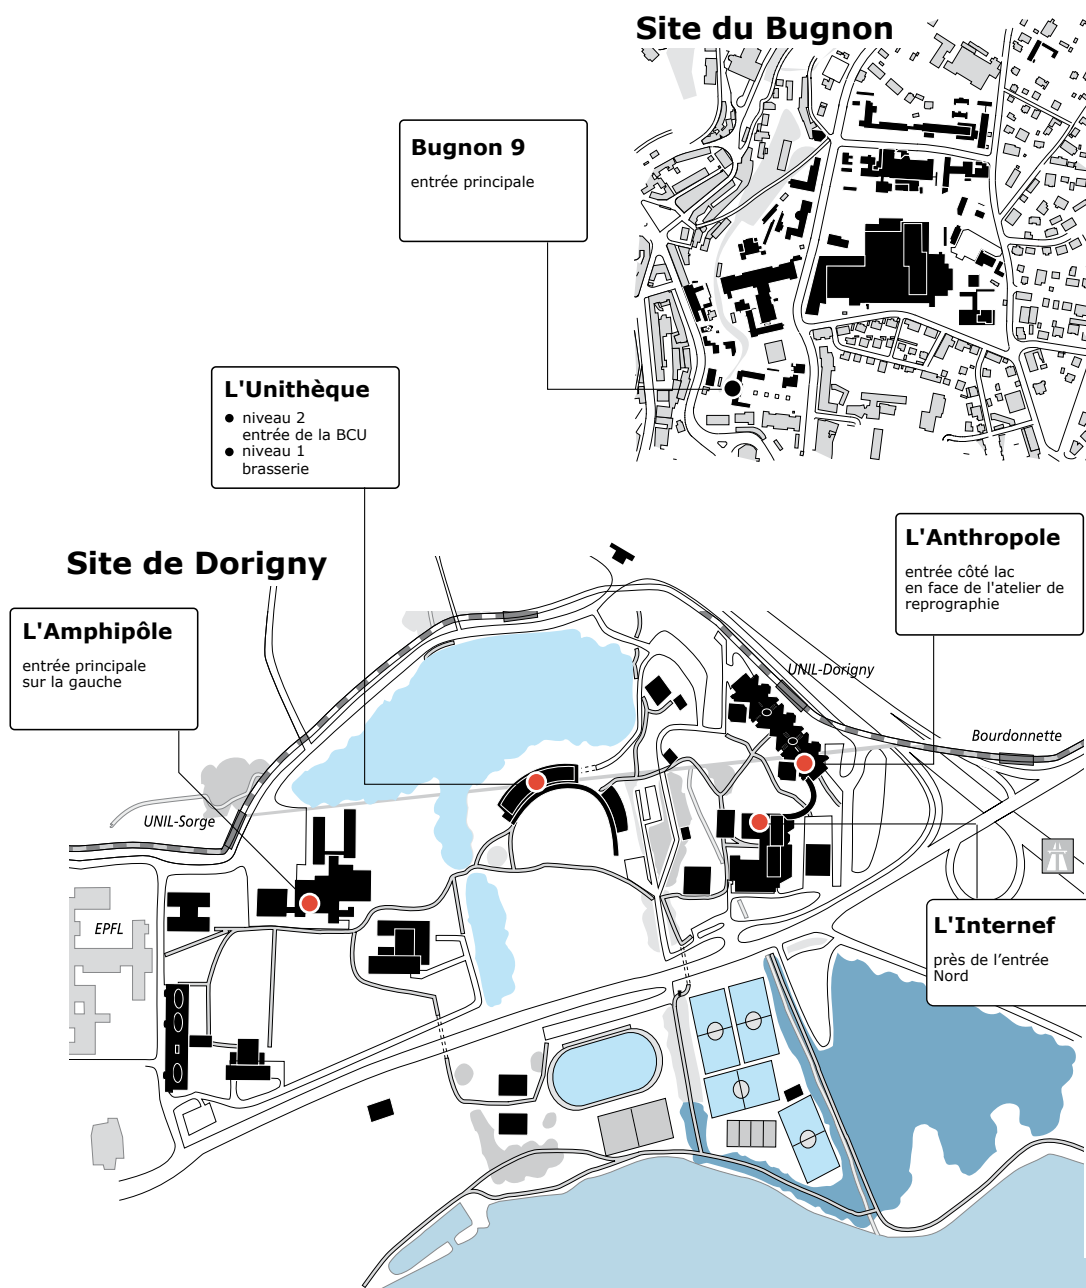 Site du Bugnon
Bugnon 9
entrée principale
L'Unithèque
● niveau 2
entrée de la BCU
● niveau 1
brasserie
L'Anthropole
entrée côté lac
en face de l'atelier de
reprographie
Site de Dorigny
L'Amphipôle
entrée principale
sur la gauche
UNIL-Dorigny
Bourdonnette
UNIL-Sorge
EPFL
L'Internef
près de l’entrée
Nord